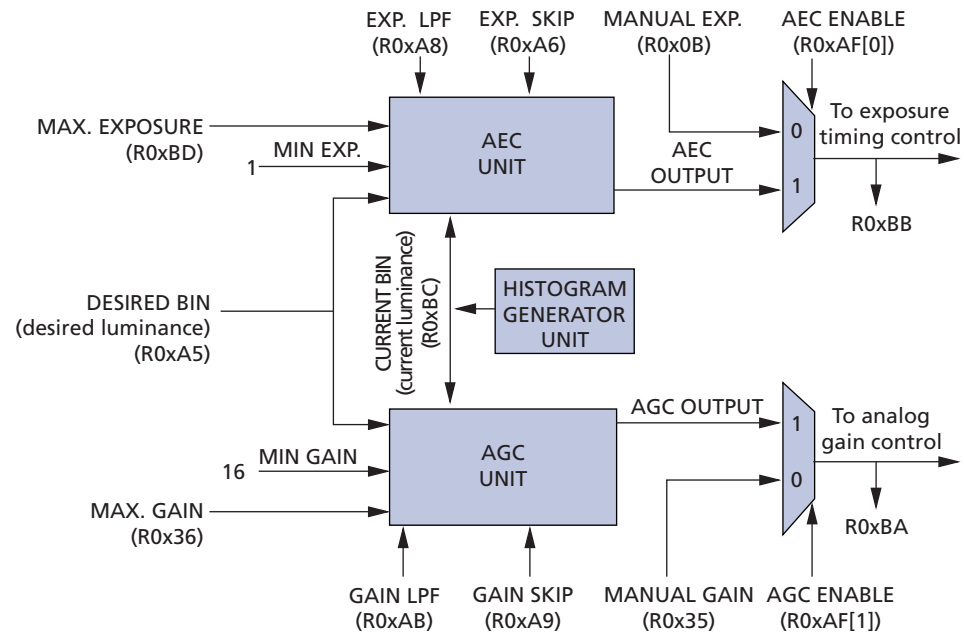 EXP. LPF
(R0xA8)
EXP. SKIP
(R0xA6)
MANUAL EXP.
(R0x0B)
AEC ENABLE
(R0xAF[0])
MAX. EXPOSURE
(R0xBD)
1
MIN EXP.
AEC
UNIT
AEC
OUTPUT
0
1
To exposure
timing control
R0xBB
DESIRED BIN
(desired luminance)
(R0xA5)
CURRENT BIN
(current luminance)
(R0xBC)
HISTOGRAM
GENERATOR
UNIT
16
MIN GAIN
MAX. GAIN
(R0x36)
AGC
UNIT
AGC OUTPUT
1
0
To analog
gain control
R0xBA
GAIN LPF
(R0xAB)
GAIN SKIP
(R0xA9)
MANUAL GAIN
(R0x35)
AGC ENABLE
(R0xAF[1])